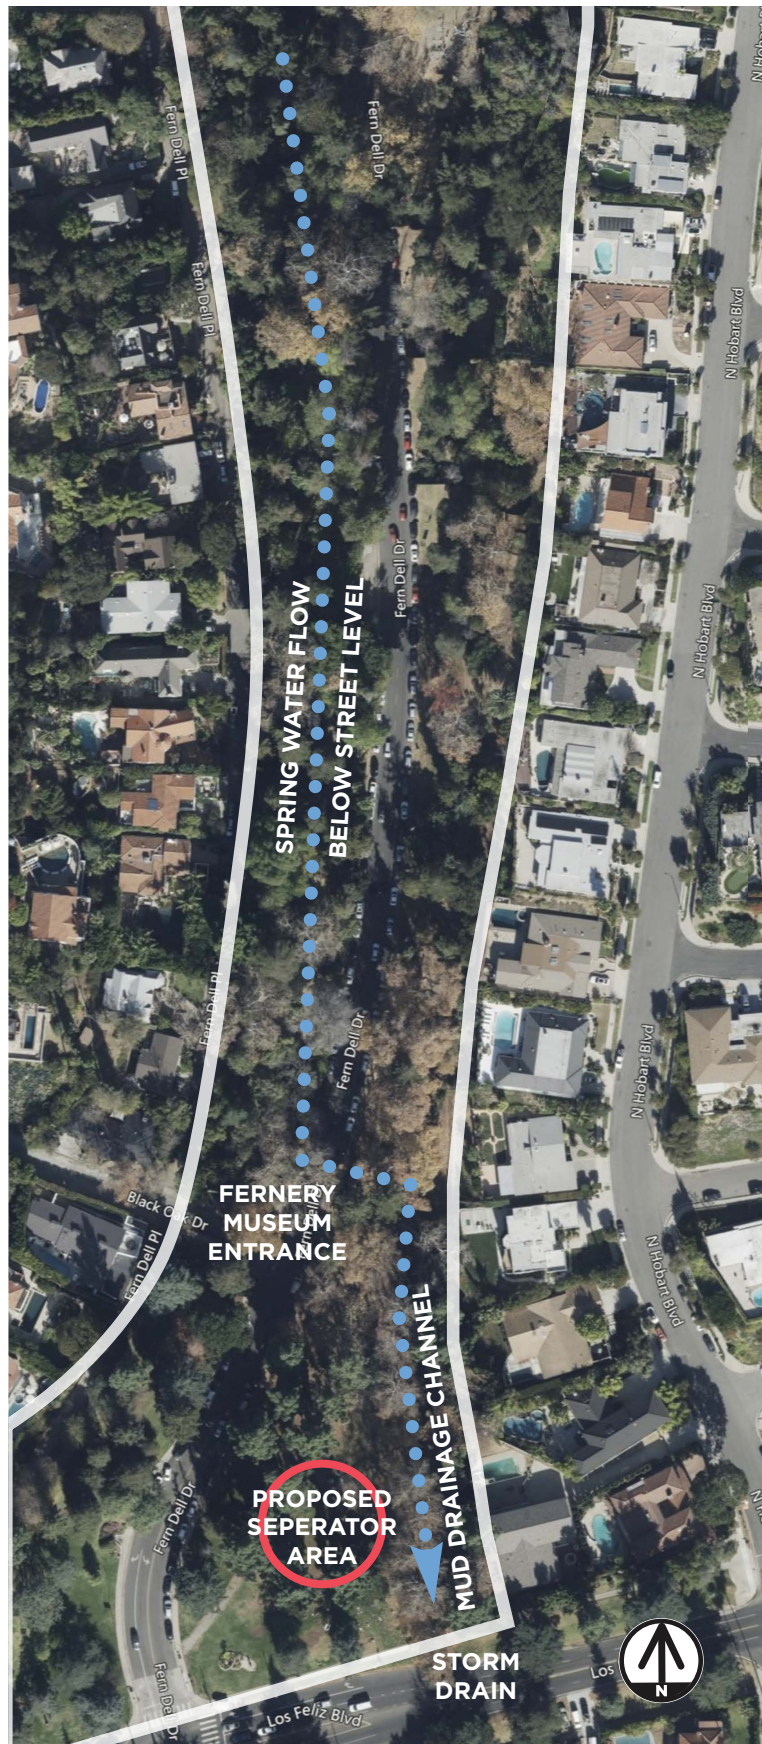 N
Fern Dell Pl
Fern Dell Dr
Fern Dell Pl
N Hobart Blvd
Fern Dell Dr
SPRING WATER FLOW
BELOW STREET LEVEL
N Hobart Blvd
Fern Dell Pl
Fern Dell Dr
N Hobart Blvd
FERNERY
MUSEUM
ENTRANCE
Black Oak Dr
Fern Dell Pl
N Hobart Blvd
MUD DRAINAGE CHANNEL
PROPOSED
SEPERATOR
AREA
Fern Dell Dr
N
STORM
DRAIN
Los
N
Fern Dell Dr
Los Feliz Blvd